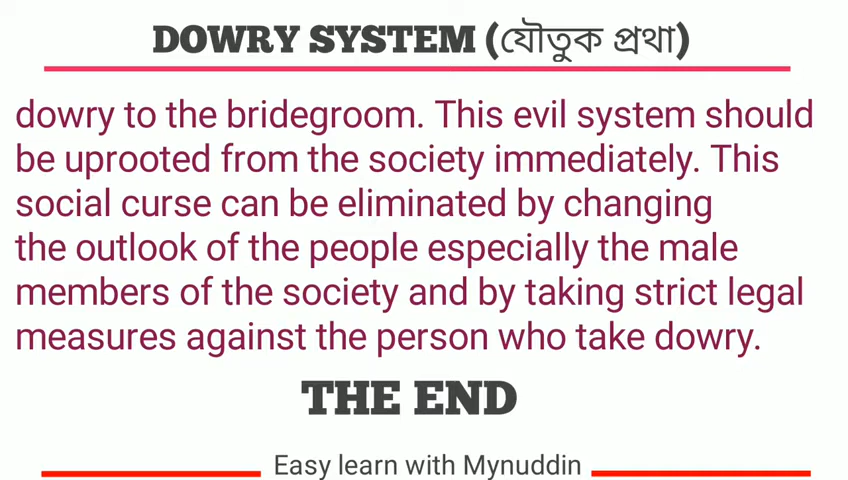 DOWRY SYSTEM (যৌতুক প্রথা)
dowry to the bridegroom. This evil system should
be uprooted from the society immediately. This
social curse can be eliminated by changing
the outlook of the people especially the male
members of the society and by taking strict legal
measures against the person who take dowry.
THE END
Easy learn with Mynuddin